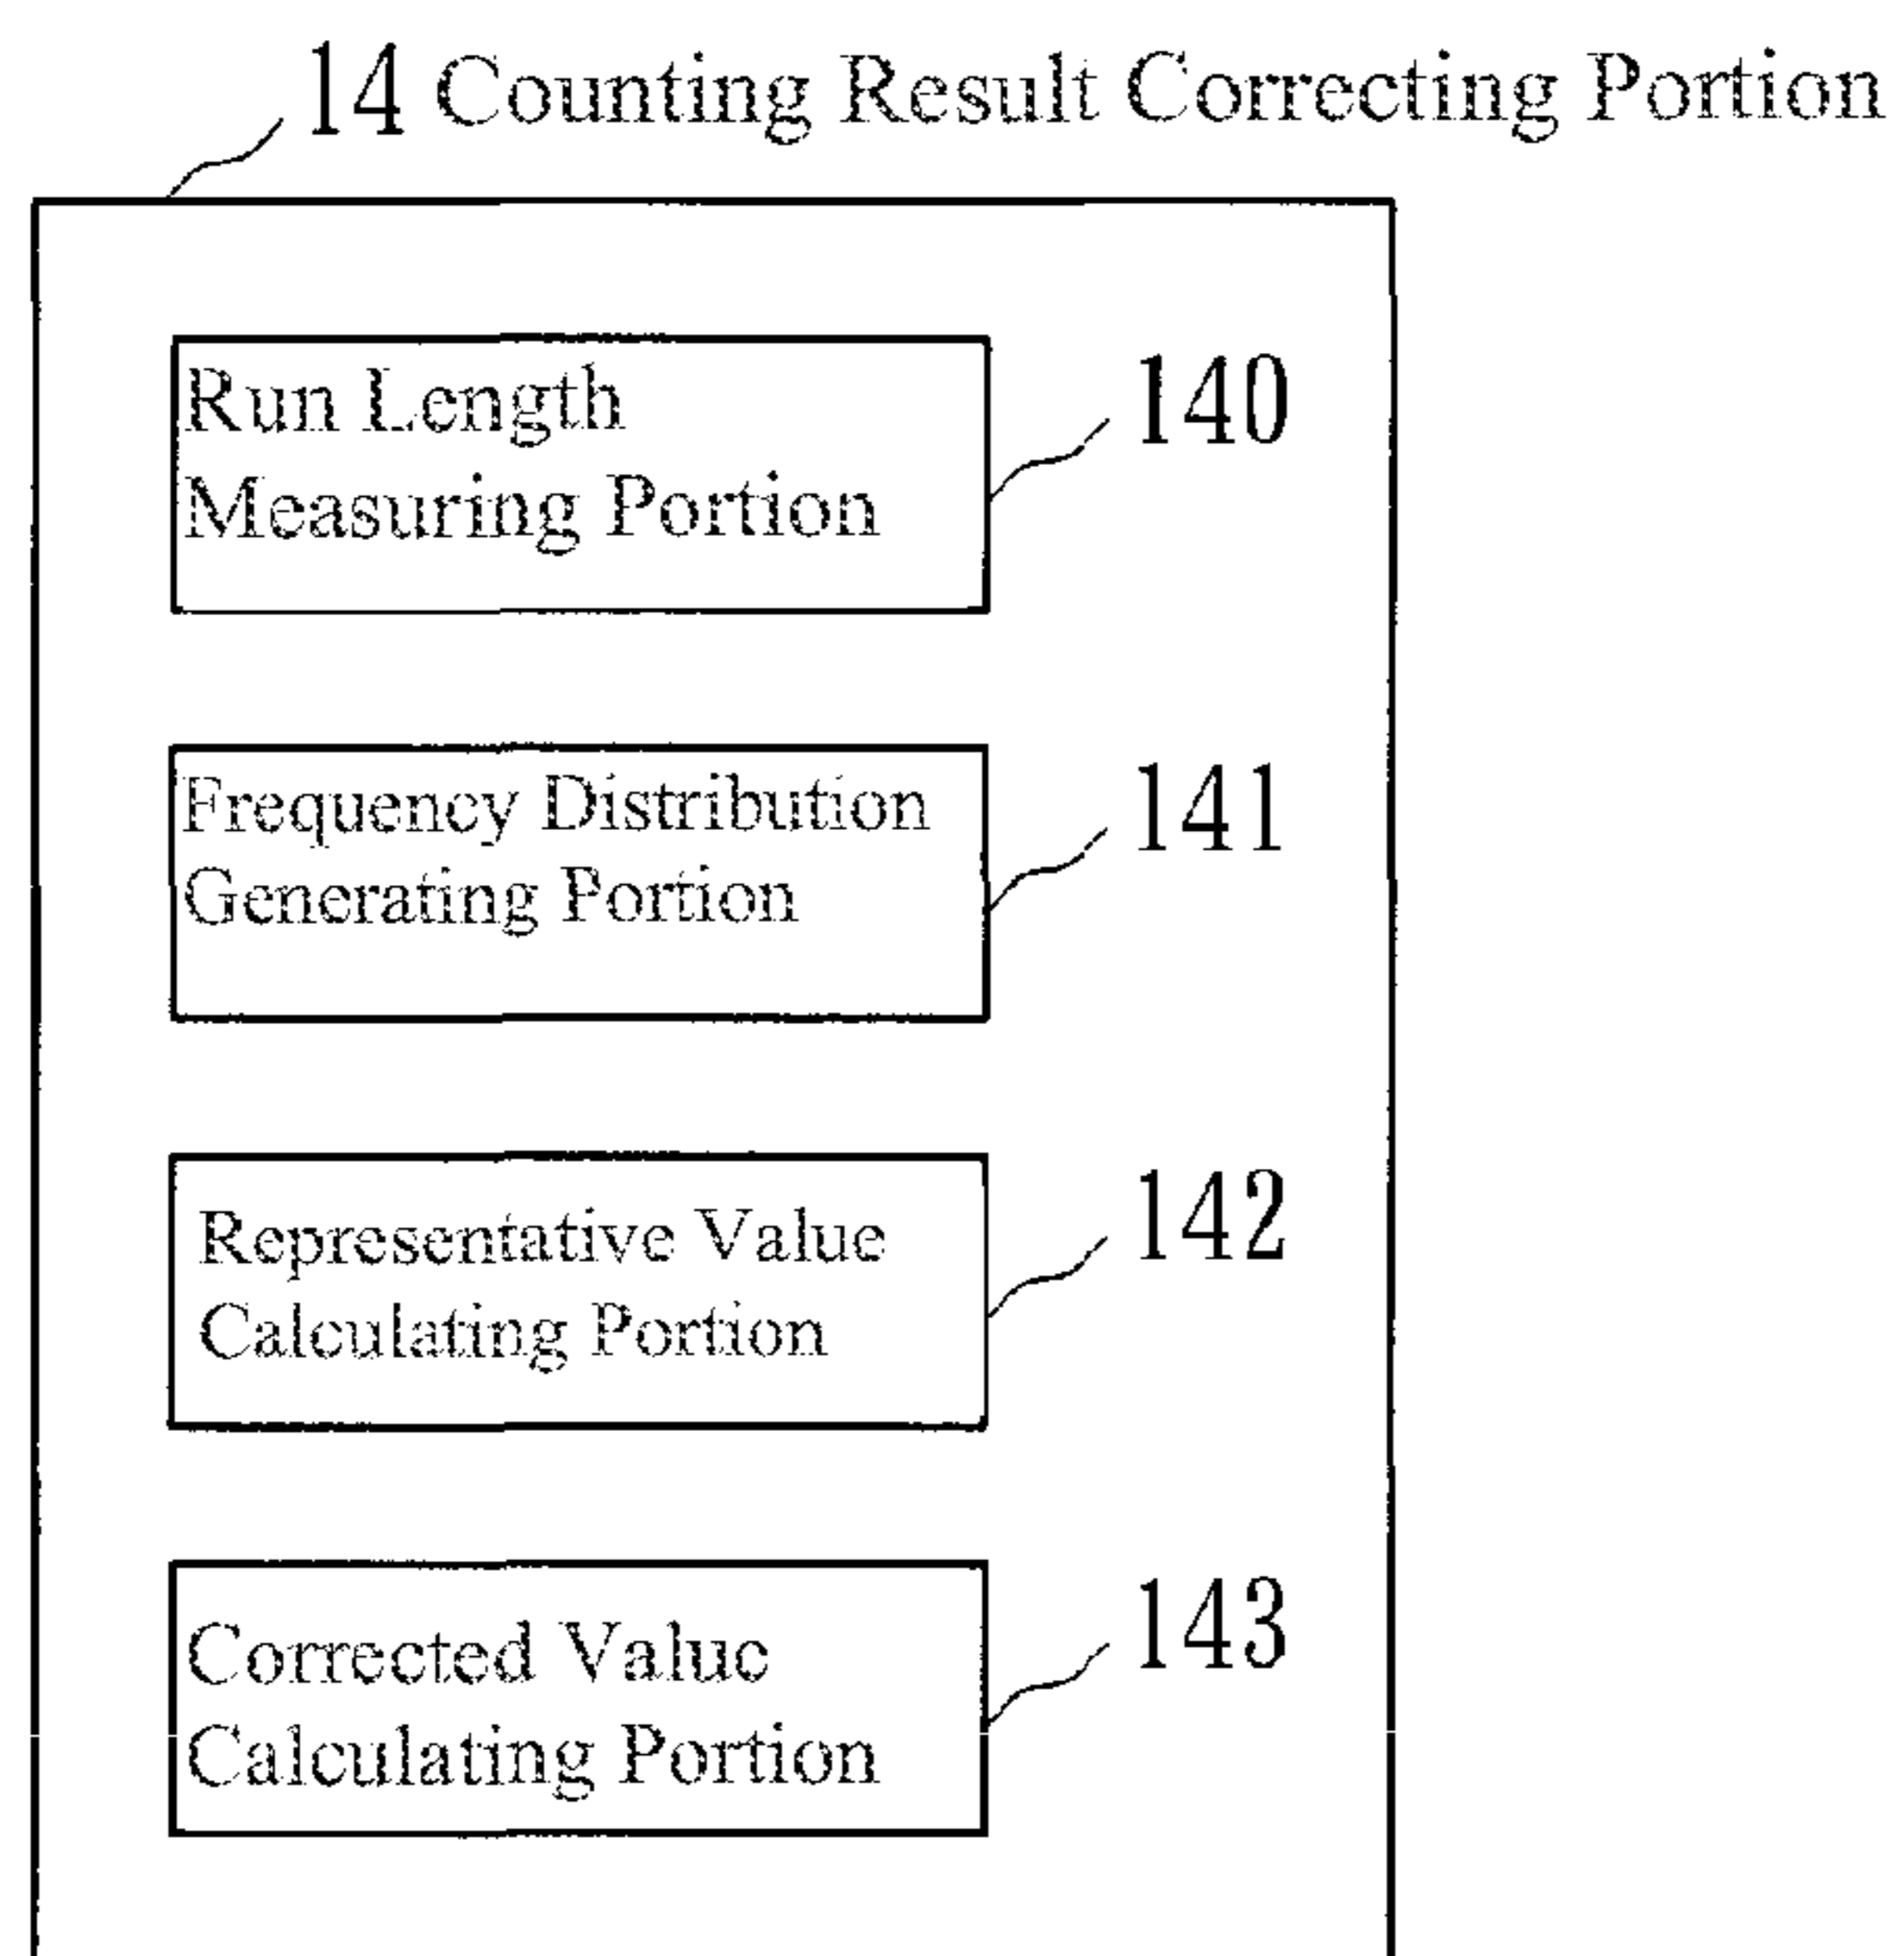 14 Counting Result Correcting Portion
Run Length
Measuring Portion
140
Frequency Distribution
Generating Portion
141
Representative Value
Calculating Portion
142
Corrected Value
Calculating Portion
143